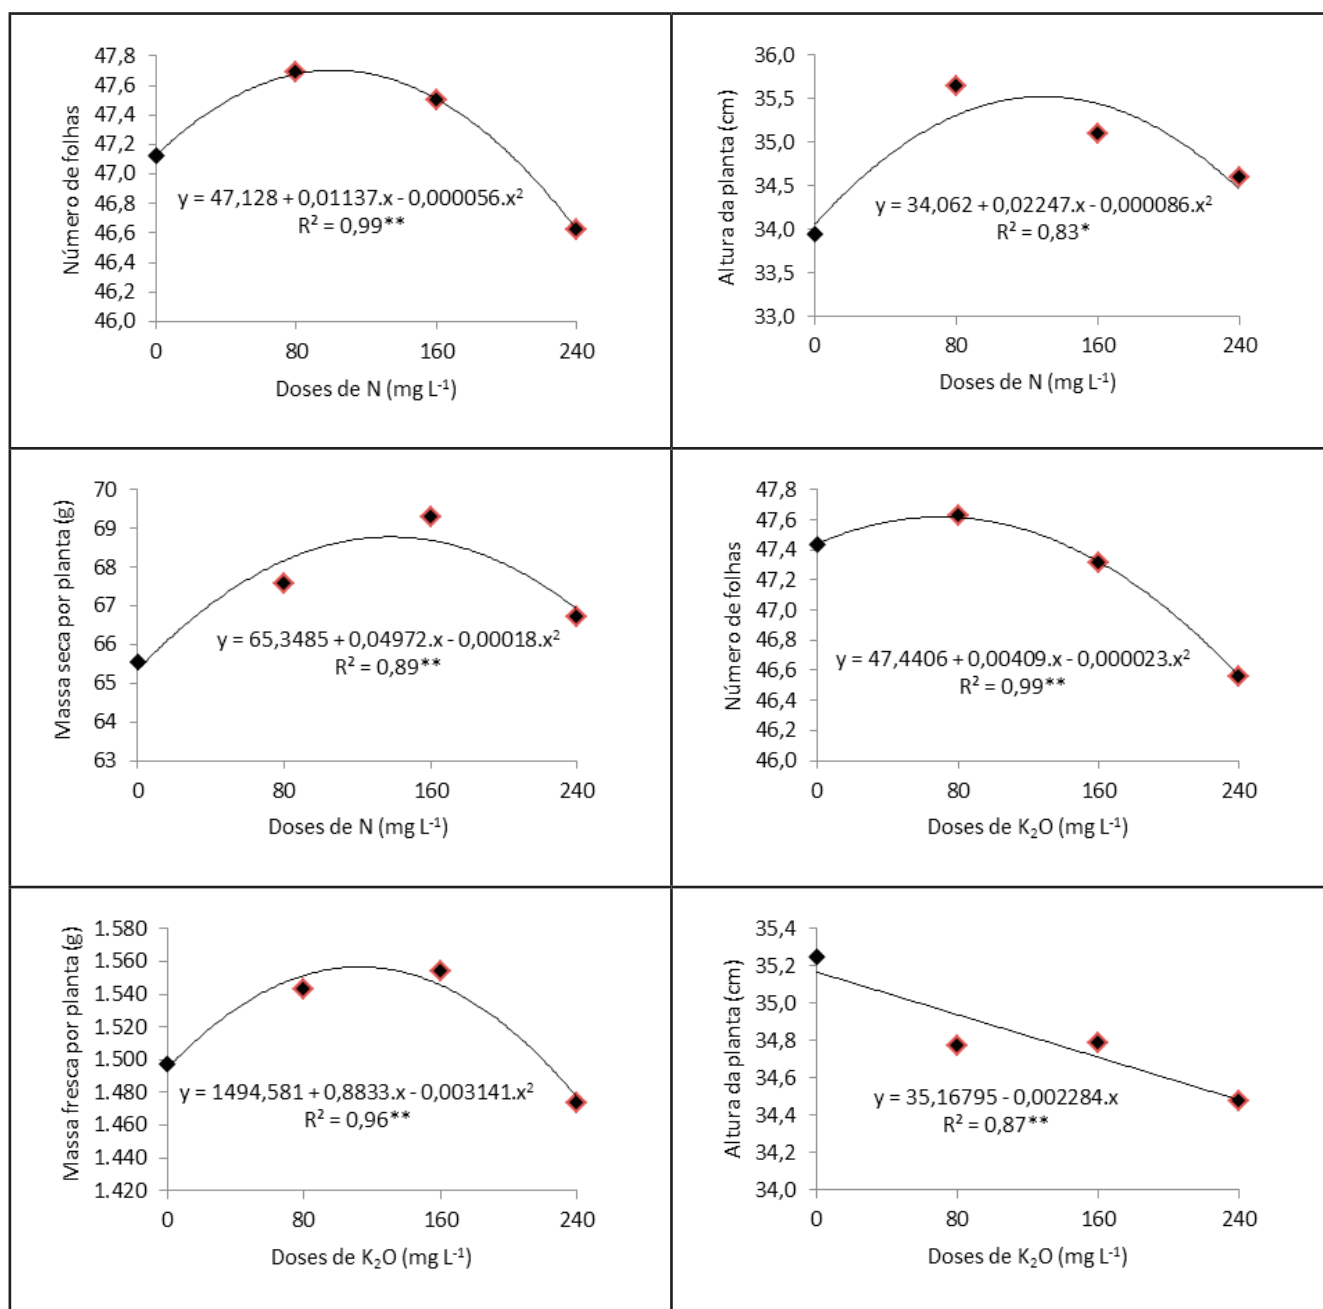 Número de folhas
47,8
47,6
47,4
47,2
47,0
46,8
46,6
46,4
46,2
46,0
y = 47,128 + 0,01137.x - 0,000056.x²
R² = 0,99**
0 80 160 240
Doses de N (mg L⁻¹)
Altura da planta (cm)
36,0
35,5
35,0
34,5
34,0
33,5
33,0
y = 34,062 + 0,02247.x - 0,000086.x²
R² = 0,83*
0 80 160 240
Doses de N (mg L⁻¹)
Massa seca por planta (g)
70
69
68
67
66
65
64
63
y = 65,3485 + 0,04972.x - 0,00018.x²
R² = 0,89**
0 80 160 240
Doses de N (mg L⁻¹)
Número de folhas
47,8
47,6
47,4
47,2
47,0
46,8
46,6
46,4
46,2
46,0
y = 47,4406 + 0,00409.x - 0,000023.x²
R² = 0,99**
0 80 160 240
Doses de K₂O (mg L⁻¹)
Massa fresca por planta (g)
1.580
1.560
1.540
1.520
1.500
1.480
1.460
1.440
1.420
y = 1494,581 + 0,8833.x - 0,003141.x²
R² = 0,96**
0 80 160 240
Doses de K₂O (mg L⁻¹)
Altura da planta (cm)
35,4
35,2
35,0
34,8
34,6
34,4
34,2
34,0
y = 35,16795 - 0,002284.x
R² = 0,87**
0 80 160 240
Doses de K₂O (mg L⁻¹)